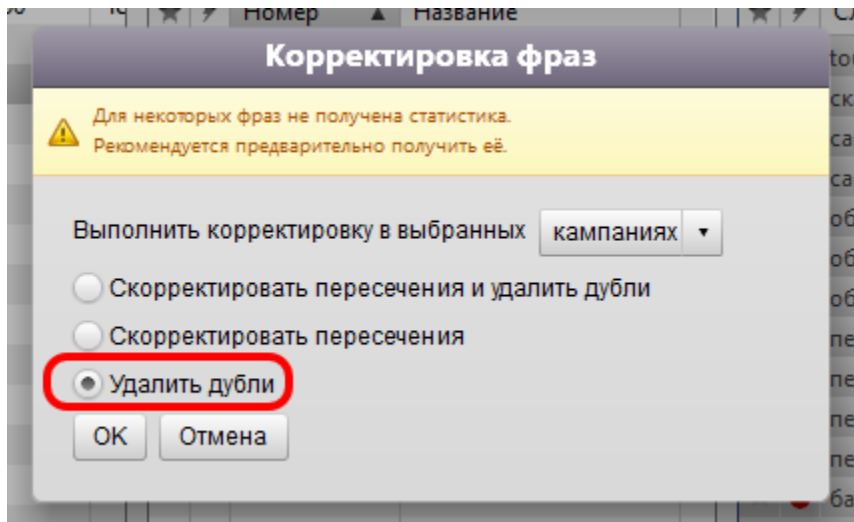 Номер ▲ Название
Корректировка фраз
Для некоторых фраз не получена статистика.
Рекомендуется предварительно получить её.
Выполнить корректировку в выбранных кампаниях
Скорректировать пересечения и удалить дубли
Скорректировать пересечения
Удалить дубли
OK Отмена